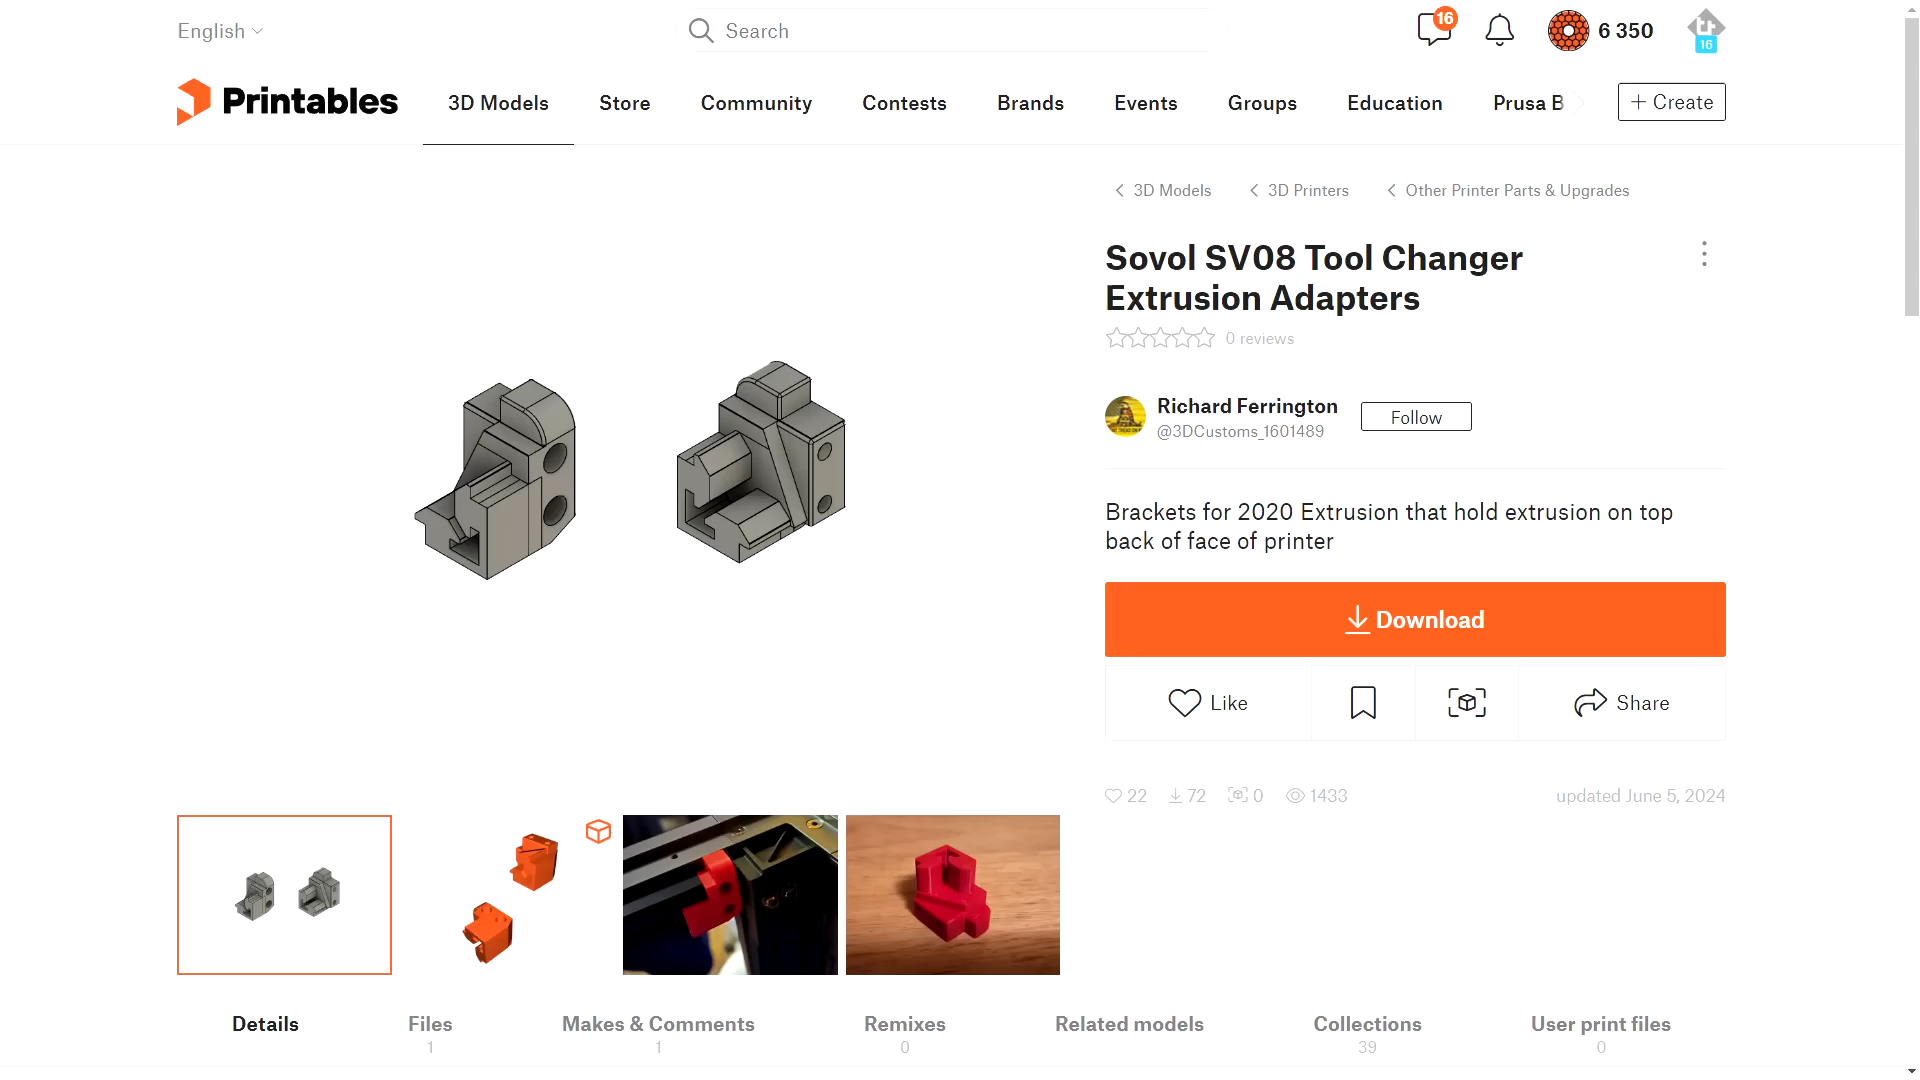 English
Search
16
6 350
16
Printables
3D Models
Store
Community
Contests
Brands
Events
Groups
Education
Prusa B
+ Create
3D Models
3D Printers
Other Printer Parts & Upgrades
Sovol SV08 Tool Changer
Extrusion Adapters
0 reviews
Richard Ferrington
@3DCustoms_1601489
Follow
Brackets for 2020 Extrusion that hold extrusion on top
back of face of printer
Download
Like
Share
22
72
0
1433
updated June 5, 2024
Details
Files
1
Makes & Comments
1
Remixes
0
Related models
Collections
39
User print files
0